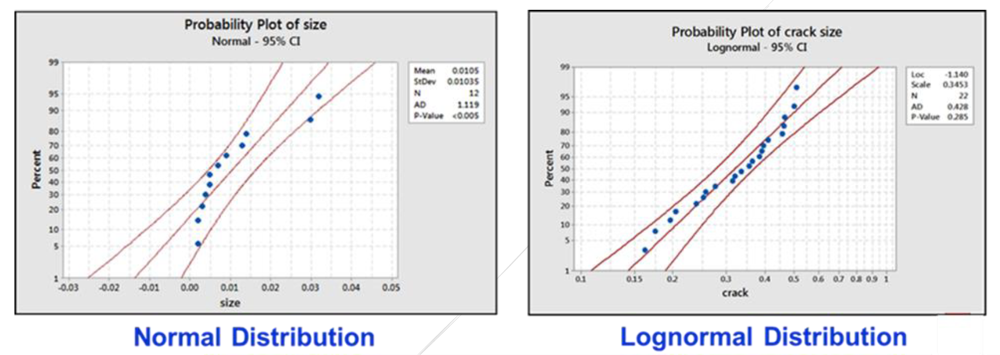 Probability Plot of size
Normal - 95% CI
99
95
90
80
70
60
50
40
30
20
10
5
1
Percent
-0.03 -0.02 -0.01 0.00 0.01 0.02 0.03 0.04 0.05
size
Mean 0.0105
StDev 0.01035
N 12
AD 1.119
P-Value <0.005
Normal Distribution
Probability Plot of crack size
Lognormal - 95% CI
99
95
90
80
70
60
50
40
30
20
10
5
1
Percent
0.1 0.15 0.2 0.3 0.4 0.5 0.6 0.7 0.8 0.9 1
crack
Loc -1.140
Scale 0.3453
N 22
AD 0.428
P-Value 0.285
Lognormal Distribution